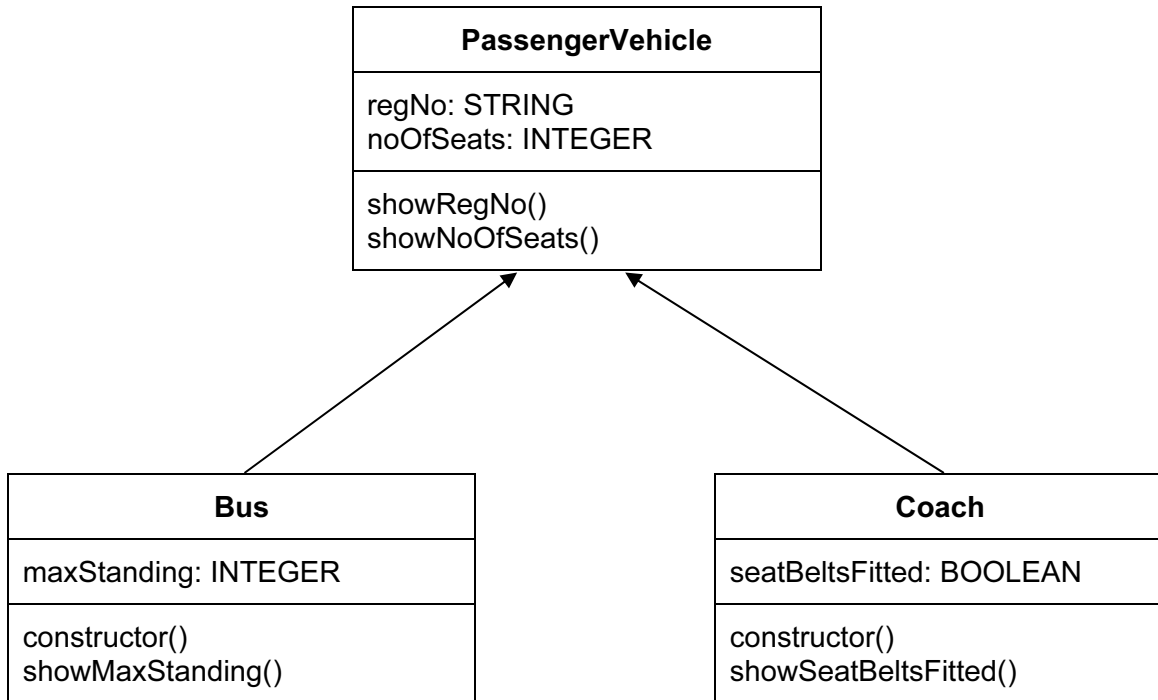 PassengerVehicle
regNo: STRING
noOfSeats: INTEGER
showRegNo()
showNoOfSeats()
Bus
maxStanding: INTEGER
constructor()
showMaxStanding()
Coach
seatBeltsFitted: BOOLEAN
constructor()
showSeatBeltsFitted()